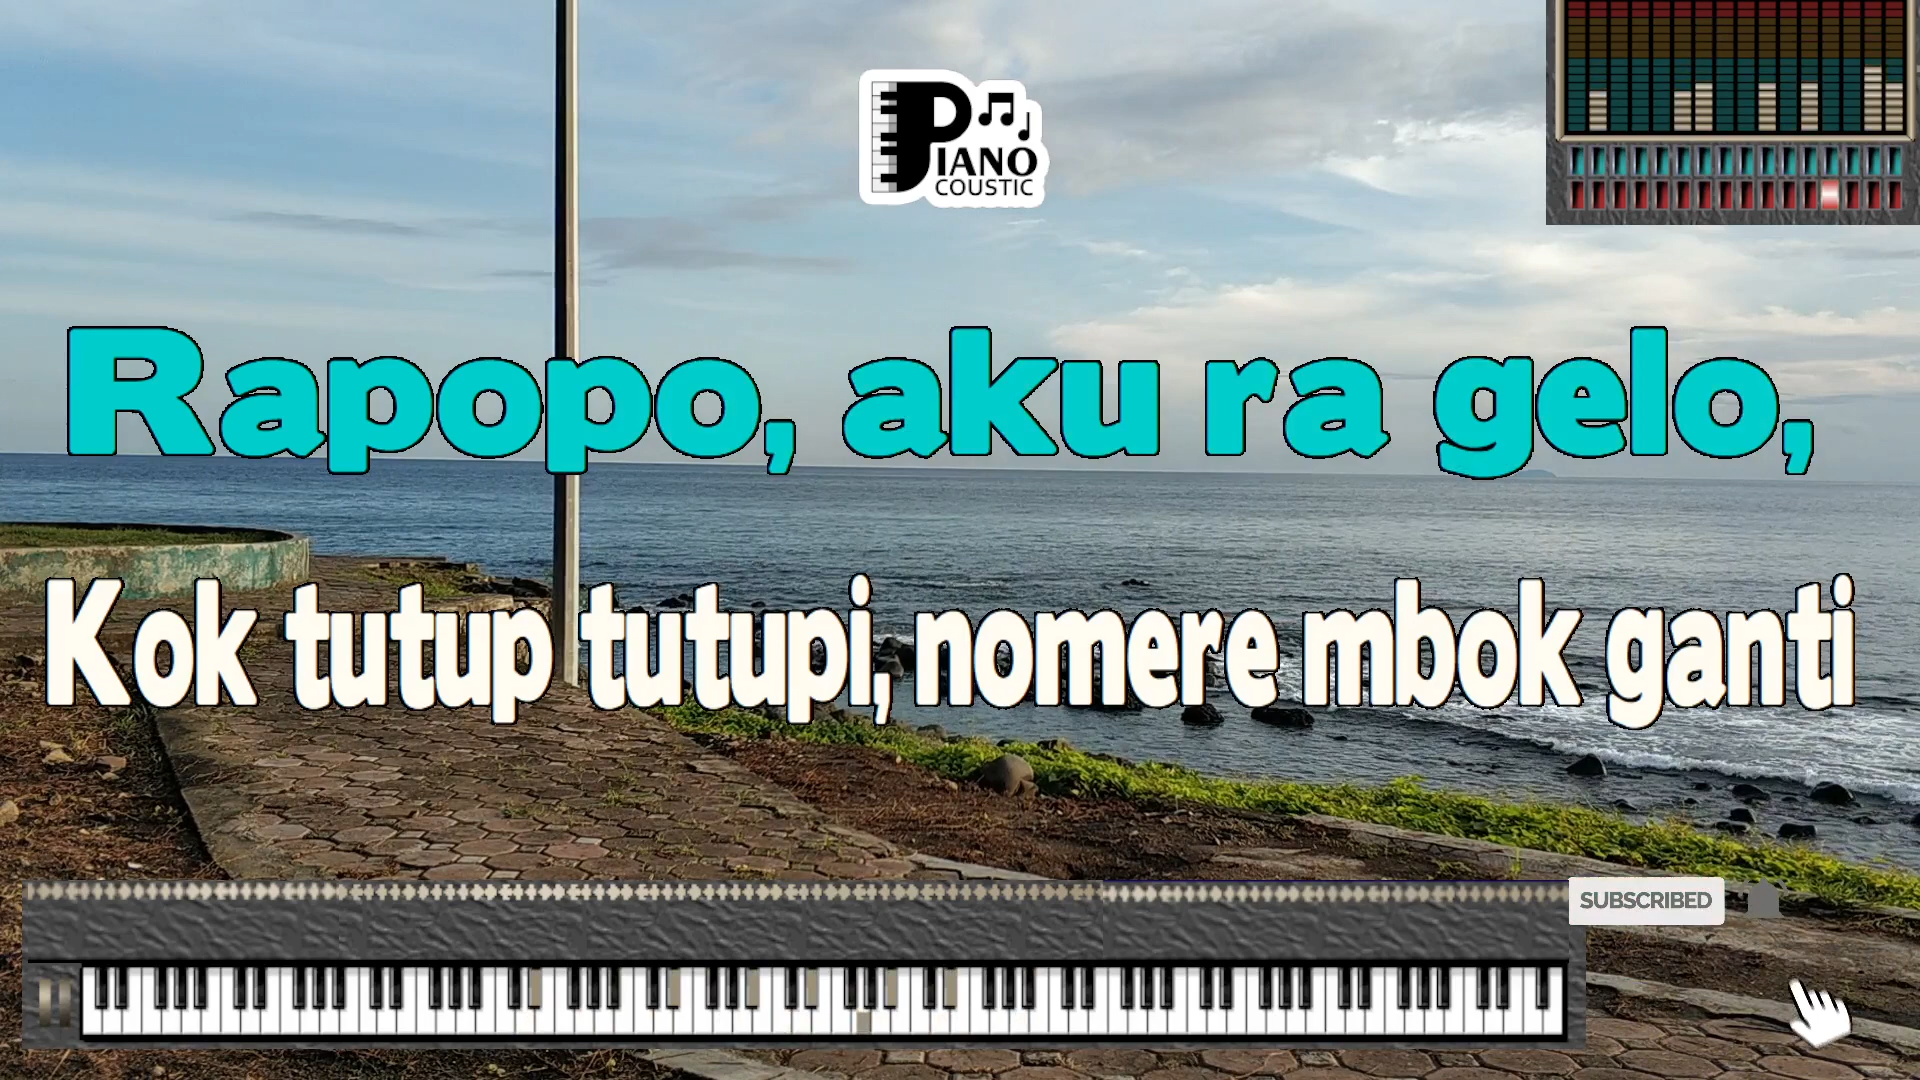 PIANO
COUSTIC
Rapopo, aku ra gelo,
Kok tutup tutupi, nomere mbok ganti
SUBSCRIBED